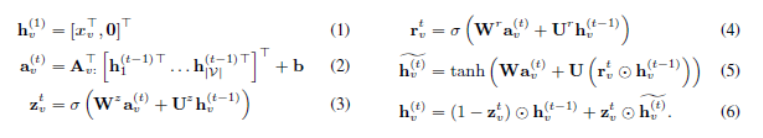 h_v^{(1)} = [x_v^⊤, 0]^⊤ (1)
a_v^{(t)} = A_{v:}^⊤ [h_1^{(t−1)⊤} … h_{|𝒱|}^{(t−1)⊤}]^⊤ + b (2)
z_v^t = σ(W^z a_v^{(t)} + U^z h_v^{(t−1)}) (3)
r_v^t = σ(W^r a_v^{(t)} + U^r h_v^{(t−1)}) (4)
\widetilde{h_v^{(t)}} = tanh(W a_v^{(t)} + U(r_v^t ⊙ h_v^{(t−1)})) (5)
h_v^{(t)} = (1 − z_v^t) ⊙ h_v^{(t−1)} + z_v^t ⊙ \widetilde{h_v^{(t)}}. (6)